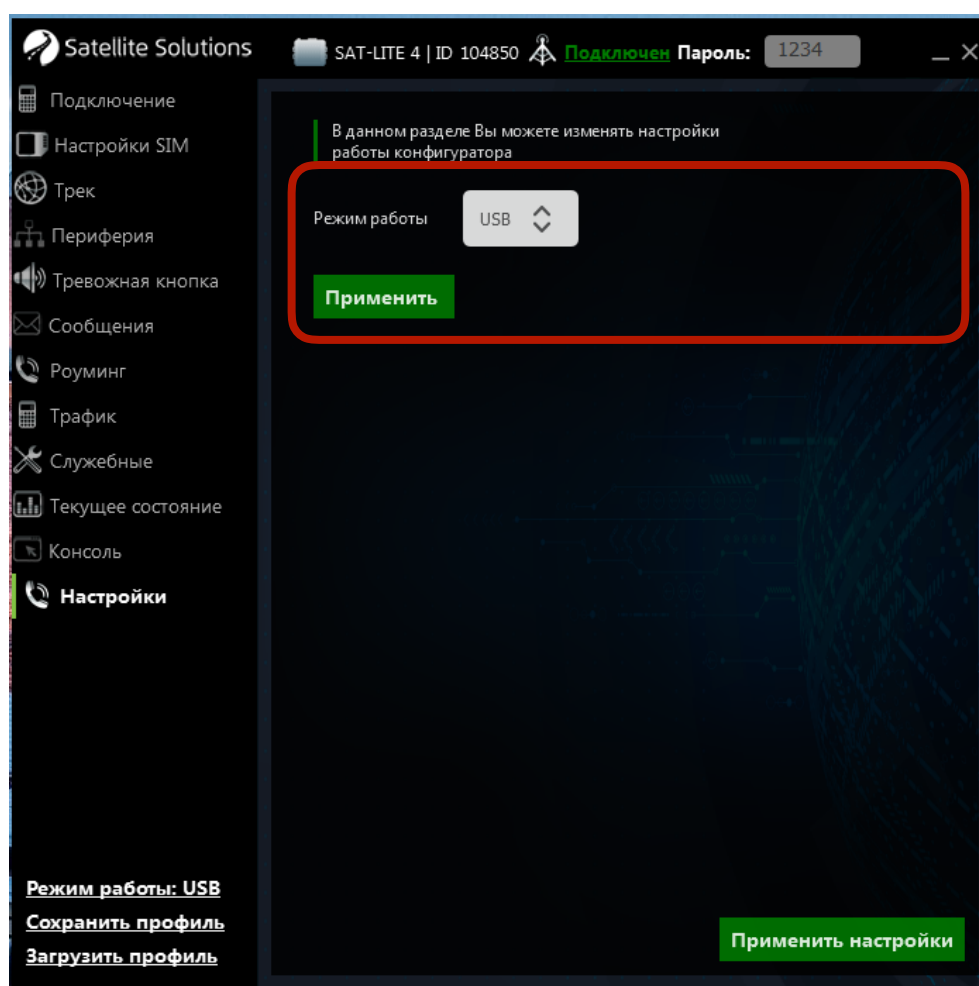 Satellite Solutions
SAT-LITE 4 | ID 104850 Подключен Пароль: 1234
Подключение
Настройки SIM
Трек
Периферия
Тревожная кнопка
Сообщения
Роуминг
Трафик
Служебные
Текущее состояние
Консоль
Настройки
В данном разделе Вы можете изменять настройки
работы конфигуратора
Режим работы USB
Применить
Режим работы: USB
Сохранить профиль
Загрузить профиль
Применить настройки